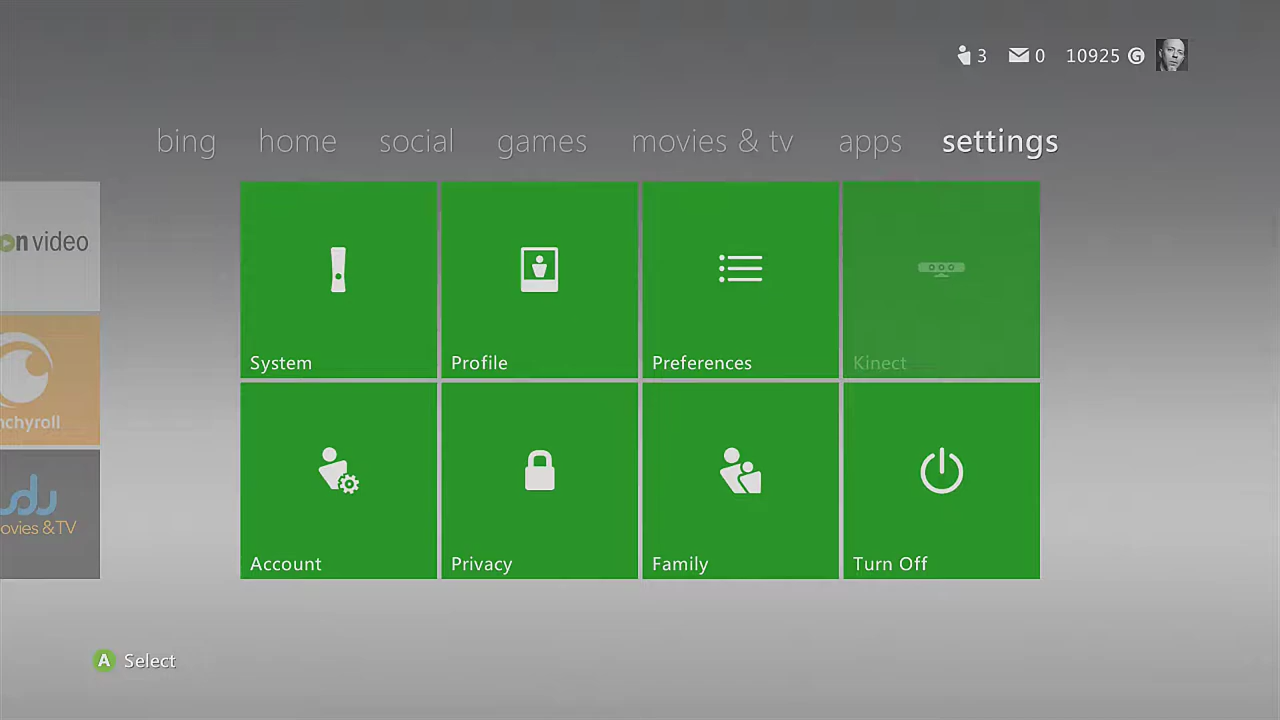 3 0 10925 G
bing home social games movies & tv apps settings
on video
System Profile Preferences Kinect
nchyroll
ovies & TV
Account Privacy Family Turn Off
A Select